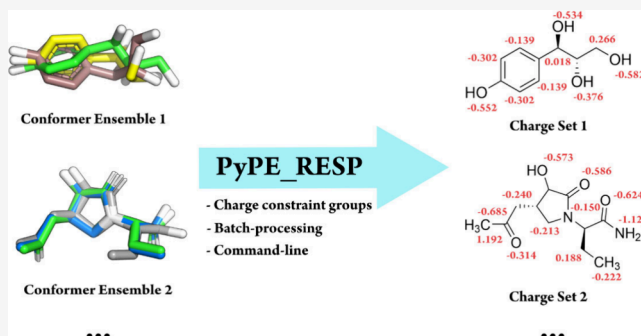 Conformer Ensemble 1
Conformer Ensemble 2
•••
PyPE_RESP
- Charge constraint groups
- Batch-processing
- Command-line
-0.534
OH
-0.139
0.266
-0.302
0.018
OH
-0.582
HO
-0.139
OH
-0.552
-0.302
-0.376
Charge Set 1
HO
-0.573
O
-0.586
-0.240
-0.624
-0.685
-0.150
O
N
-1.12
H₃C
-0.213
NH₂
1.192
O
-0.314
0.188
CH₃
-0.222
Charge Set 2
•••